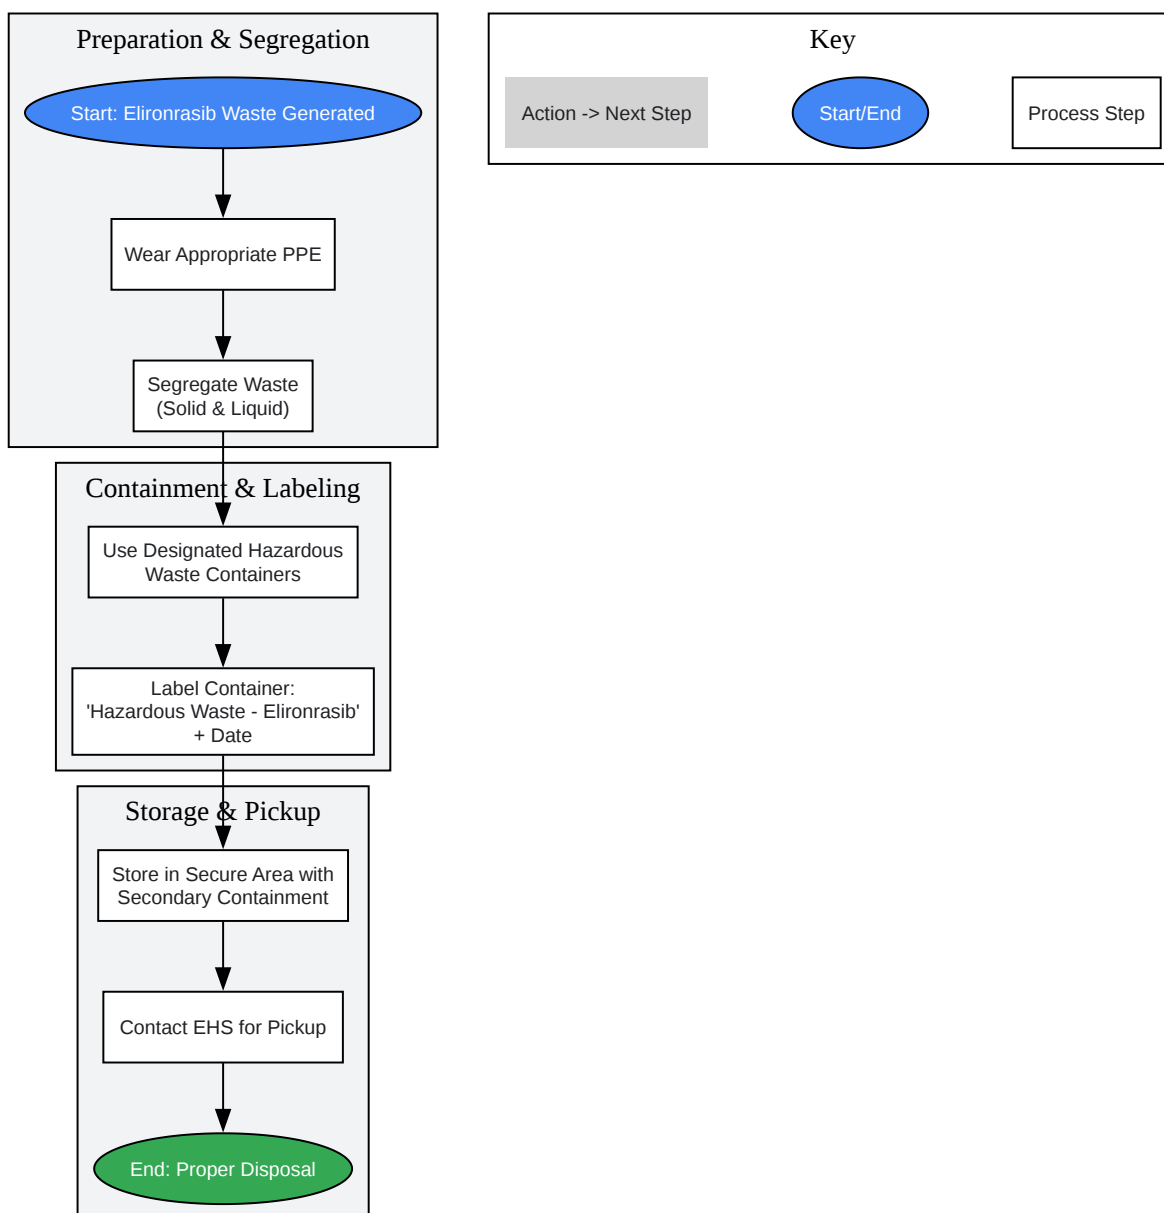 Preparation & Segregation
Start: Elironrasib Waste Generated
Wear Appropriate PPE
Segregate Waste
(Solid & Liquid)
Containment & Labeling
Use Designated Hazardous
Waste Containers
Label Container:
'Hazardous Waste - Elironrasib'
+ Date
Storage & Pickup
Store in Secure Area with
Secondary Containment
Contact EHS for Pickup
End: Proper Disposal
Key
Action -> Next Step
Start/End
Process Step